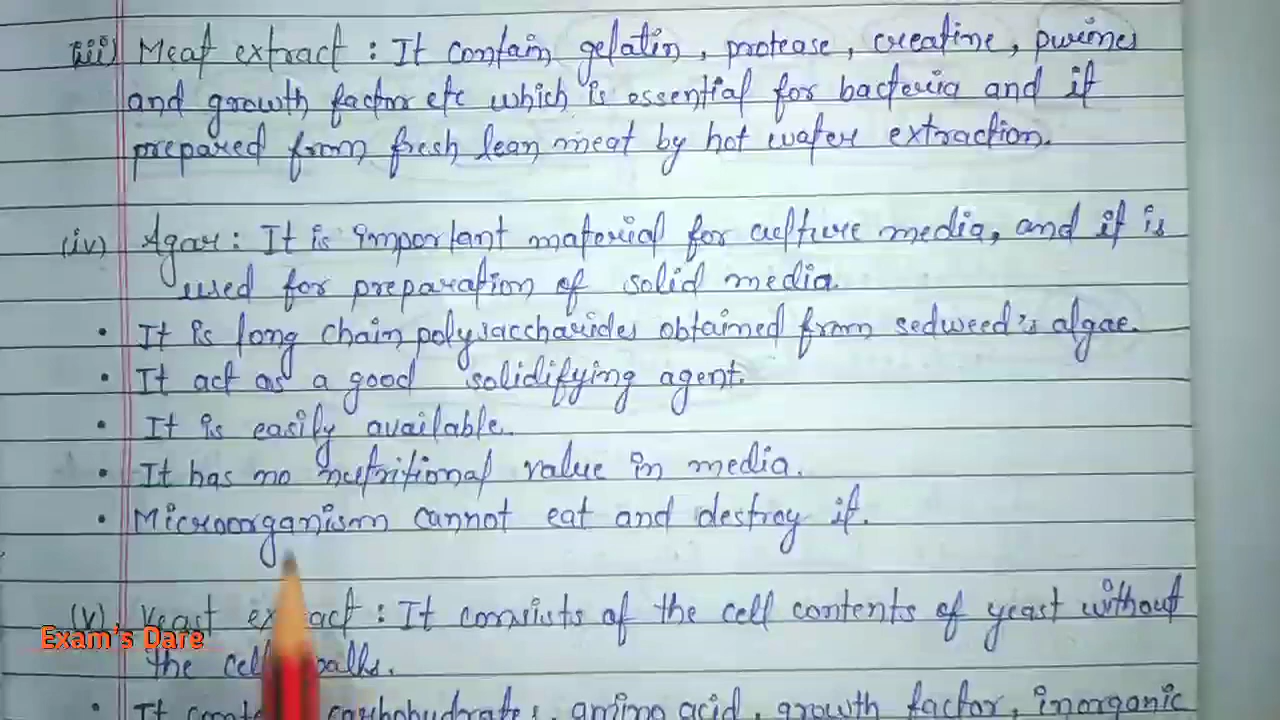 iii) Meat extract : It contain gelatin, protease, creatine, purines
and growth factor etc which is essential for bacteria and it
prepared from fresh lean meat by hot water extraction.
(iv) Agar : It is important material for culture media, and it is
used for preparation of solid media.
• It is long chain polysaccharides obtained from sedweed's algae.
• It act as a good solidifying agent.
• It is easily available.
• It has no nutritional value in media.
• Microorganism cannot eat and destroy it.
(v) Yeast extract : It consists of the cell contents of yeast without
Exam's Dare
the cell walls.
• It carbohydrates, amino acid, growth factor, inorganic